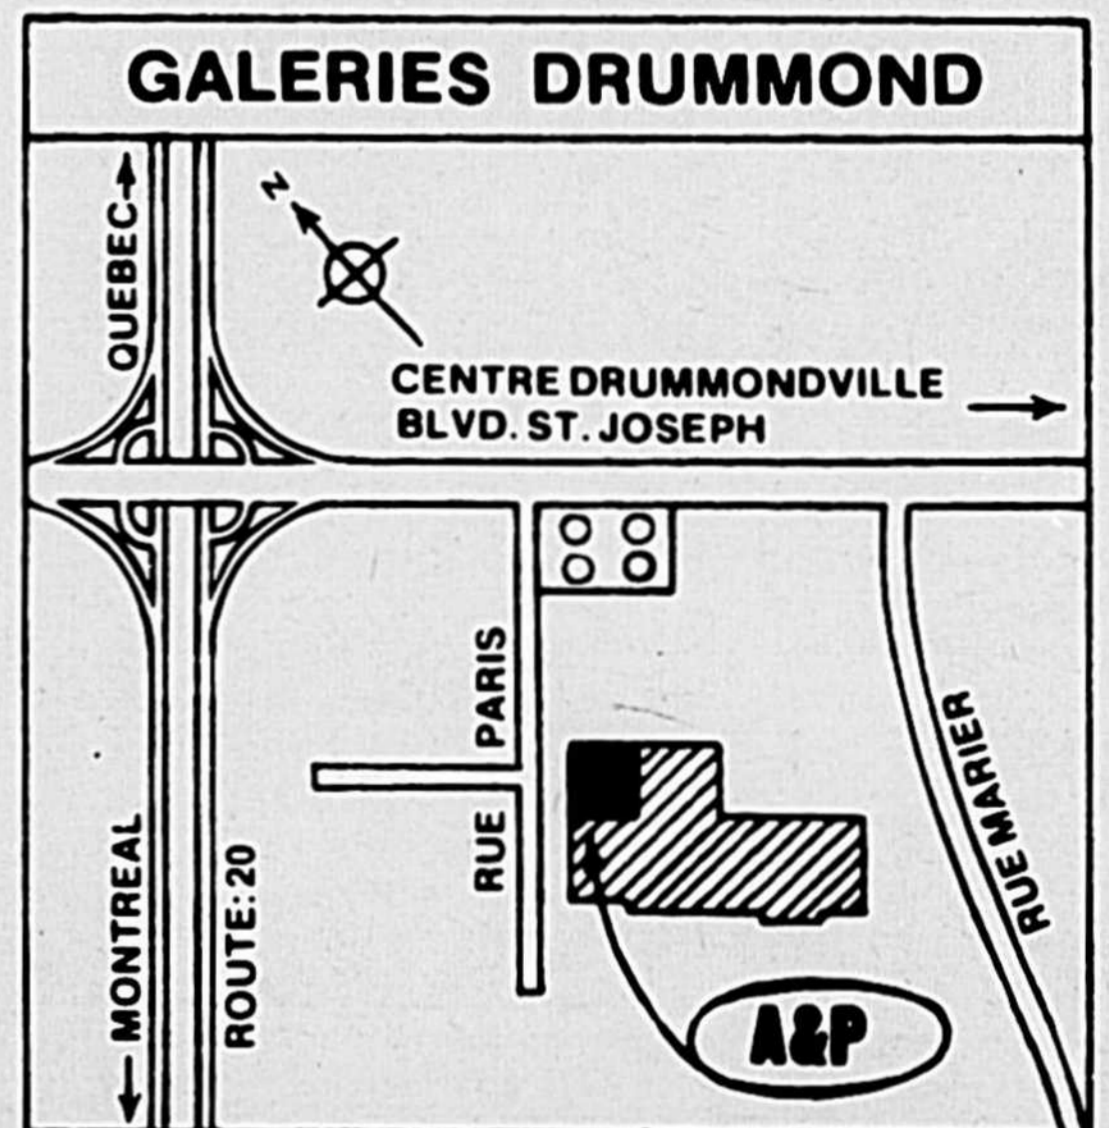 GALERIES DRUMMOND
QUEBEC
N
CENTRE DRUMMONDVILLE
BLVD. ST. JOSEPH
RUE PARIS
RUE MARIER
MONTREAL
ROUTE:20
A&P